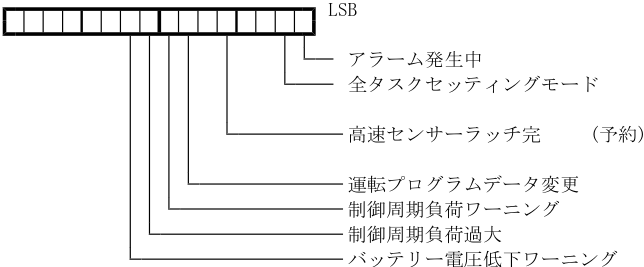 LSB
アラーム発生中
全タスクセッティングモード
高速センサーラッチ完　　（予約）
運転プログラムデータ変更
制御周期負荷ワーニング
制御周期負荷過大
バッテリー電圧低下ワーニング